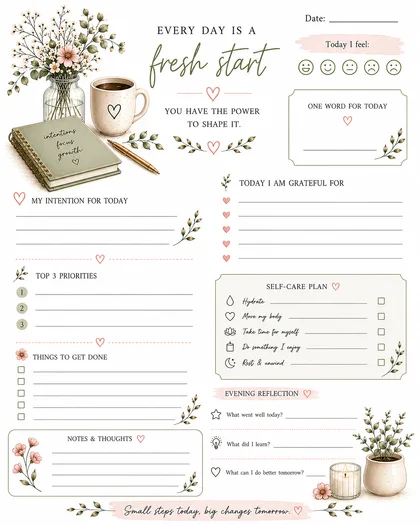 EVERY DAY IS A
fresh start
YOU HAVE THE POWER
TO SHAPE IT.
Date:
Today I feel:
ONE WORD FOR TODAY
intentions
focus
growth
MY INTENTION FOR TODAY
TODAY I AM GRATEFUL FOR
TOP 3 PRIORITIES
1
2
3
SELF-CARE PLAN
Hydrate
Move my body
Take time for myself
Do something I enjoy
Rest & unwind
THINGS TO GET DONE
EVENING REFLECTION
What went well today?
What did I learn?
What can I do better tomorrow?
NOTES & THOUGHTS
Small steps today, big changes tomorrow.